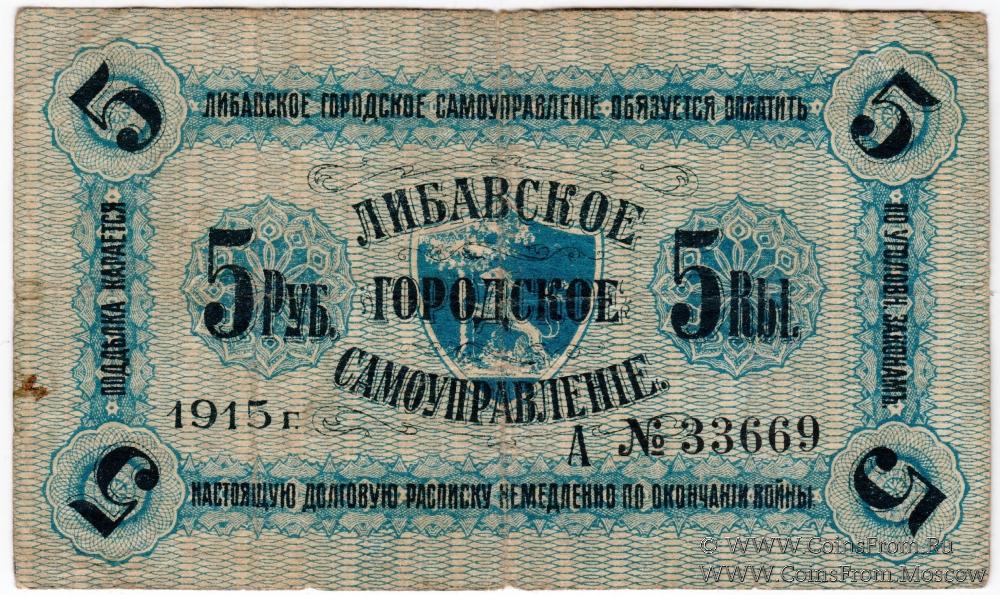 5
5
ЛИБАВСКОЕ ГОРОДСКОЕ САМОУПРАВЛЕНІЕ ОБЯЗУЕТСЯ ОПЛАТИТЬ
ПОДДѢЛКА КАРАЕТСЯ
ПО УГОЛОВН. ЗАКОНАМЪ.
ЛИБАВСКОЕ
ГОРОДСКОЕ
САМОУПРАВЛЕНІЕ.
5 РУБ.
5 Rbl.
1915 г.
А № 33669
5
5
НАСТОЯЩУЮ ДОЛГОВУЮ РАСПИСКУ НЕМЕДЛЕННО ПО ОКОНЧАНІИ ВОЙНЫ
© WWW.CoinsFrom.Ru
WWW.CoinsFrom.Moscow